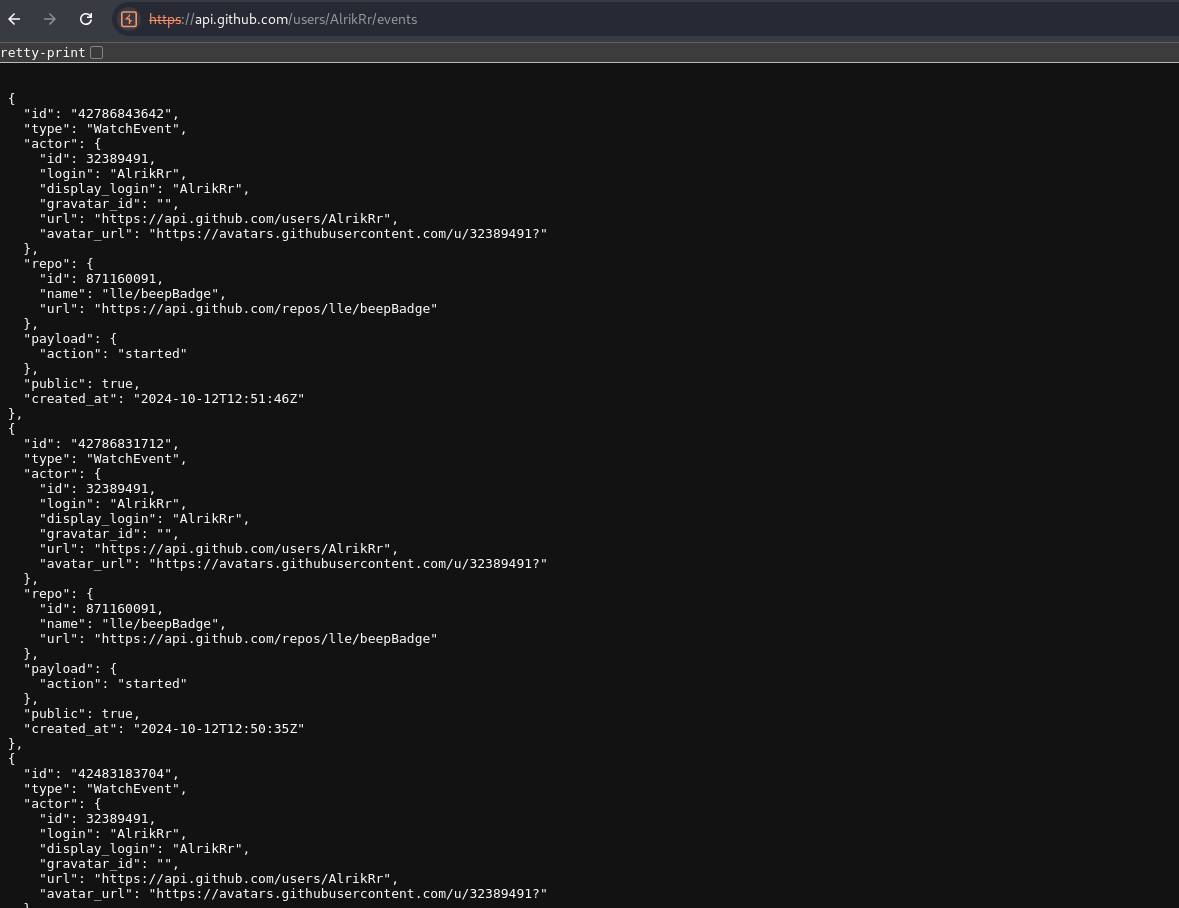 https://api.github.com/users/AlrikRr/events
retty-print
{
  "id": "42786843642",
  "type": "WatchEvent",
  "actor": {
    "id": 32389491,
    "login": "AlrikRr",
    "display_login": "AlrikRr",
    "gravatar_id": "",
    "url": "https://api.github.com/users/AlrikRr",
    "avatar_url": "https://avatars.githubusercontent.com/u/32389491?"
  },
  "repo": {
    "id": 871160091,
    "name": "lle/beepBadge",
    "url": "https://api.github.com/repos/lle/beepBadge"
  },
  "payload": {
    "action": "started"
  },
  "public": true,
  "created_at": "2024-10-12T12:51:46Z"
},
{
  "id": "42786831712",
  "type": "WatchEvent",
  "actor": {
    "id": 32389491,
    "login": "AlrikRr",
    "display_login": "AlrikRr",
    "gravatar_id": "",
    "url": "https://api.github.com/users/AlrikRr",
    "avatar_url": "https://avatars.githubusercontent.com/u/32389491?"
  },
  "repo": {
    "id": 871160091,
    "name": "lle/beepBadge",
    "url": "https://api.github.com/repos/lle/beepBadge"
  },
  "payload": {
    "action": "started"
  },
  "public": true,
  "created_at": "2024-10-12T12:50:35Z"
},
{
  "id": "42483183704",
  "type": "WatchEvent",
  "actor": {
    "id": 32389491,
    "login": "AlrikRr",
    "display_login": "AlrikRr",
    "gravatar_id": "",
    "url": "https://api.github.com/users/AlrikRr",
    "avatar_url": "https://avatars.githubusercontent.com/u/32389491?"